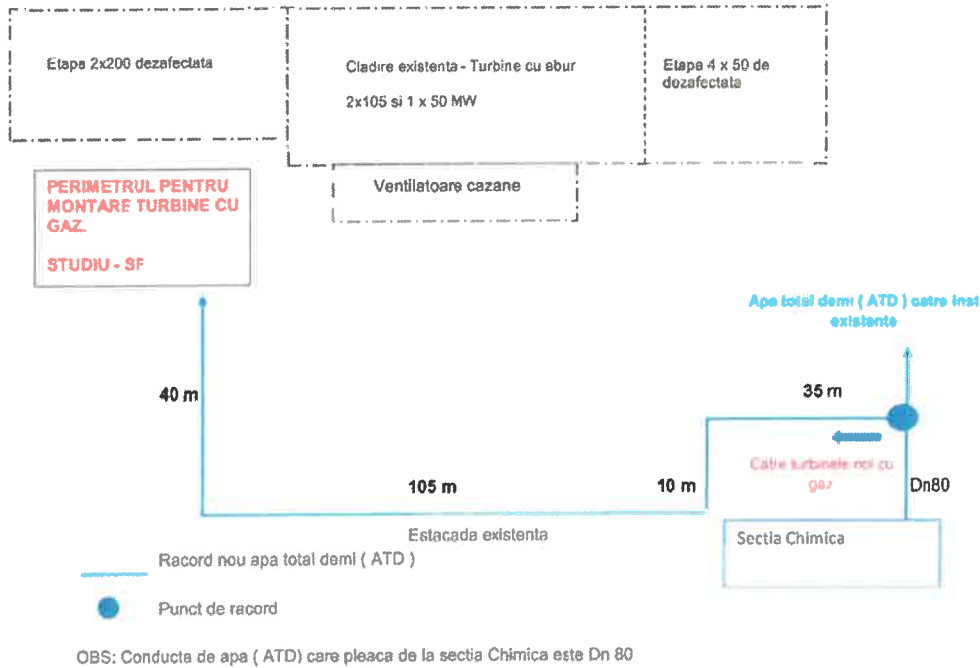 Etapa 2x200 dezafectata
Cladire existenta - Turbine cu abur
2x105 si 1 x 50 MW
Etapa 4 x 50 de
dozafectata
PERIMETRUL PENTRU
MONTARE TURBINE CU
GAZ.
STUDIU - SF
Ventilatoare cazane
Apa total demi ( ATD ) catre Inst
existente
40 m
35 m
105 m
10 m
Catre turbinele noi cu
gaz
Dn80
Estacada existenta
Sectia Chimica
Racord nou apa total demi ( ATD )
Punct de racord
OBS: Conducta de apa ( ATD) care pleaca de la sectia Chimica este Dn 80